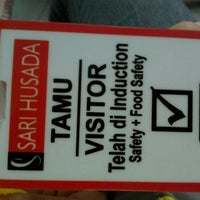 SARI HUSADA
TAMU
VISITOR
Telah di Induction
Safety + Food Safety